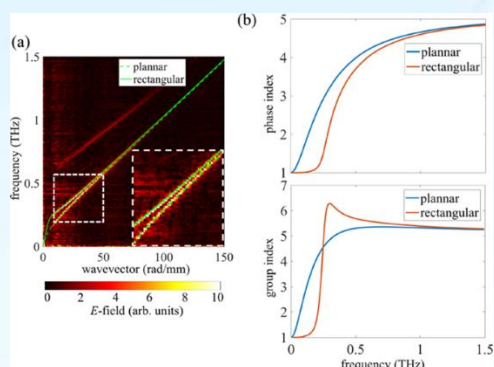 (a)
1.5
plannar
rectangular
1
frequency (THz)
0.5
0
0
50
100
150
wavevector (rad/mm)
0
2
4
6
8
10
E-field (arb. units)
(b)
5
plannar
rectangular
4
phase index
3
2
1
7
plannar
rectangular
6
5
group index
4
3
2
1
0
0.5
1
1.5
frequency (THz)